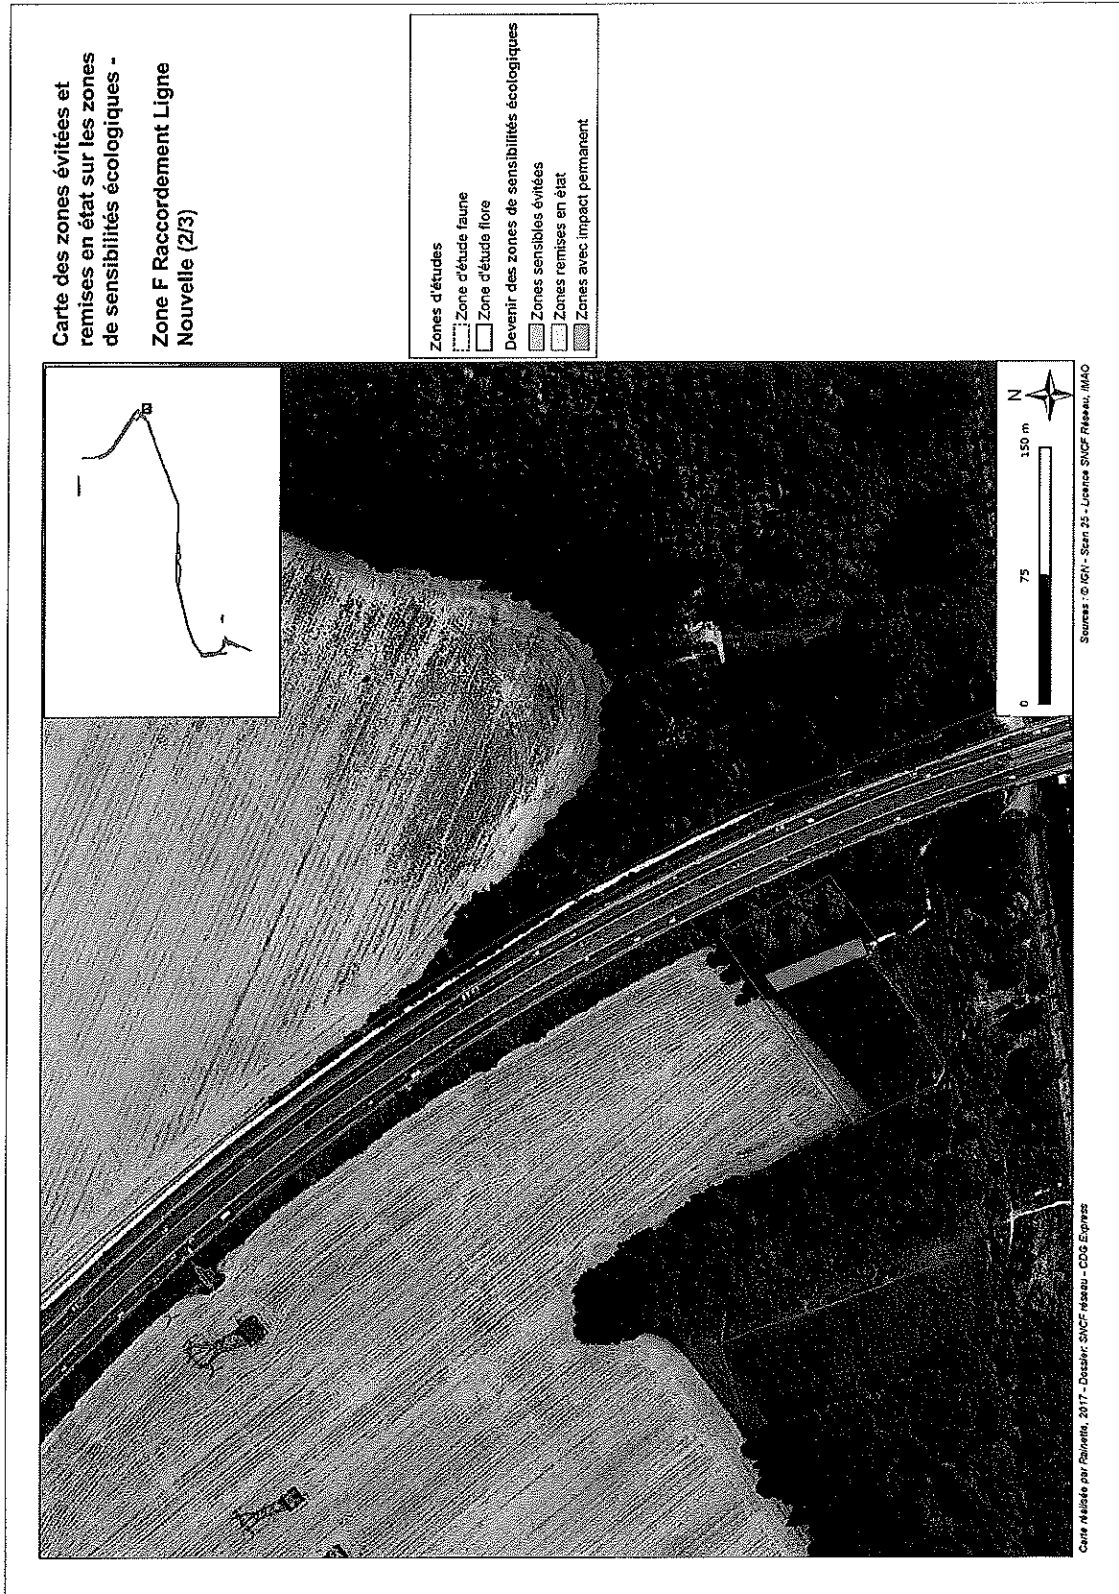 Carte des zones évitées et
remises en état sur les zones
de sensibilités écologiques -
Zone F Raccordement Ligne
Nouvelle (2/3)
Zones d'études
Zone d'étude faune
Zone d'étude flore
Devenir des zones de sensibilités écologiques
Zones sensibles évitées
Zones remises en état
Zones avec impact permanent
N
0 75 150 m
Carte réalisée par Rainette, 2017 - Dossier: SNCF réseau - CDG Express
Sources : © IGN - Scan 25 - Licence SNCF Réseau, IMAO